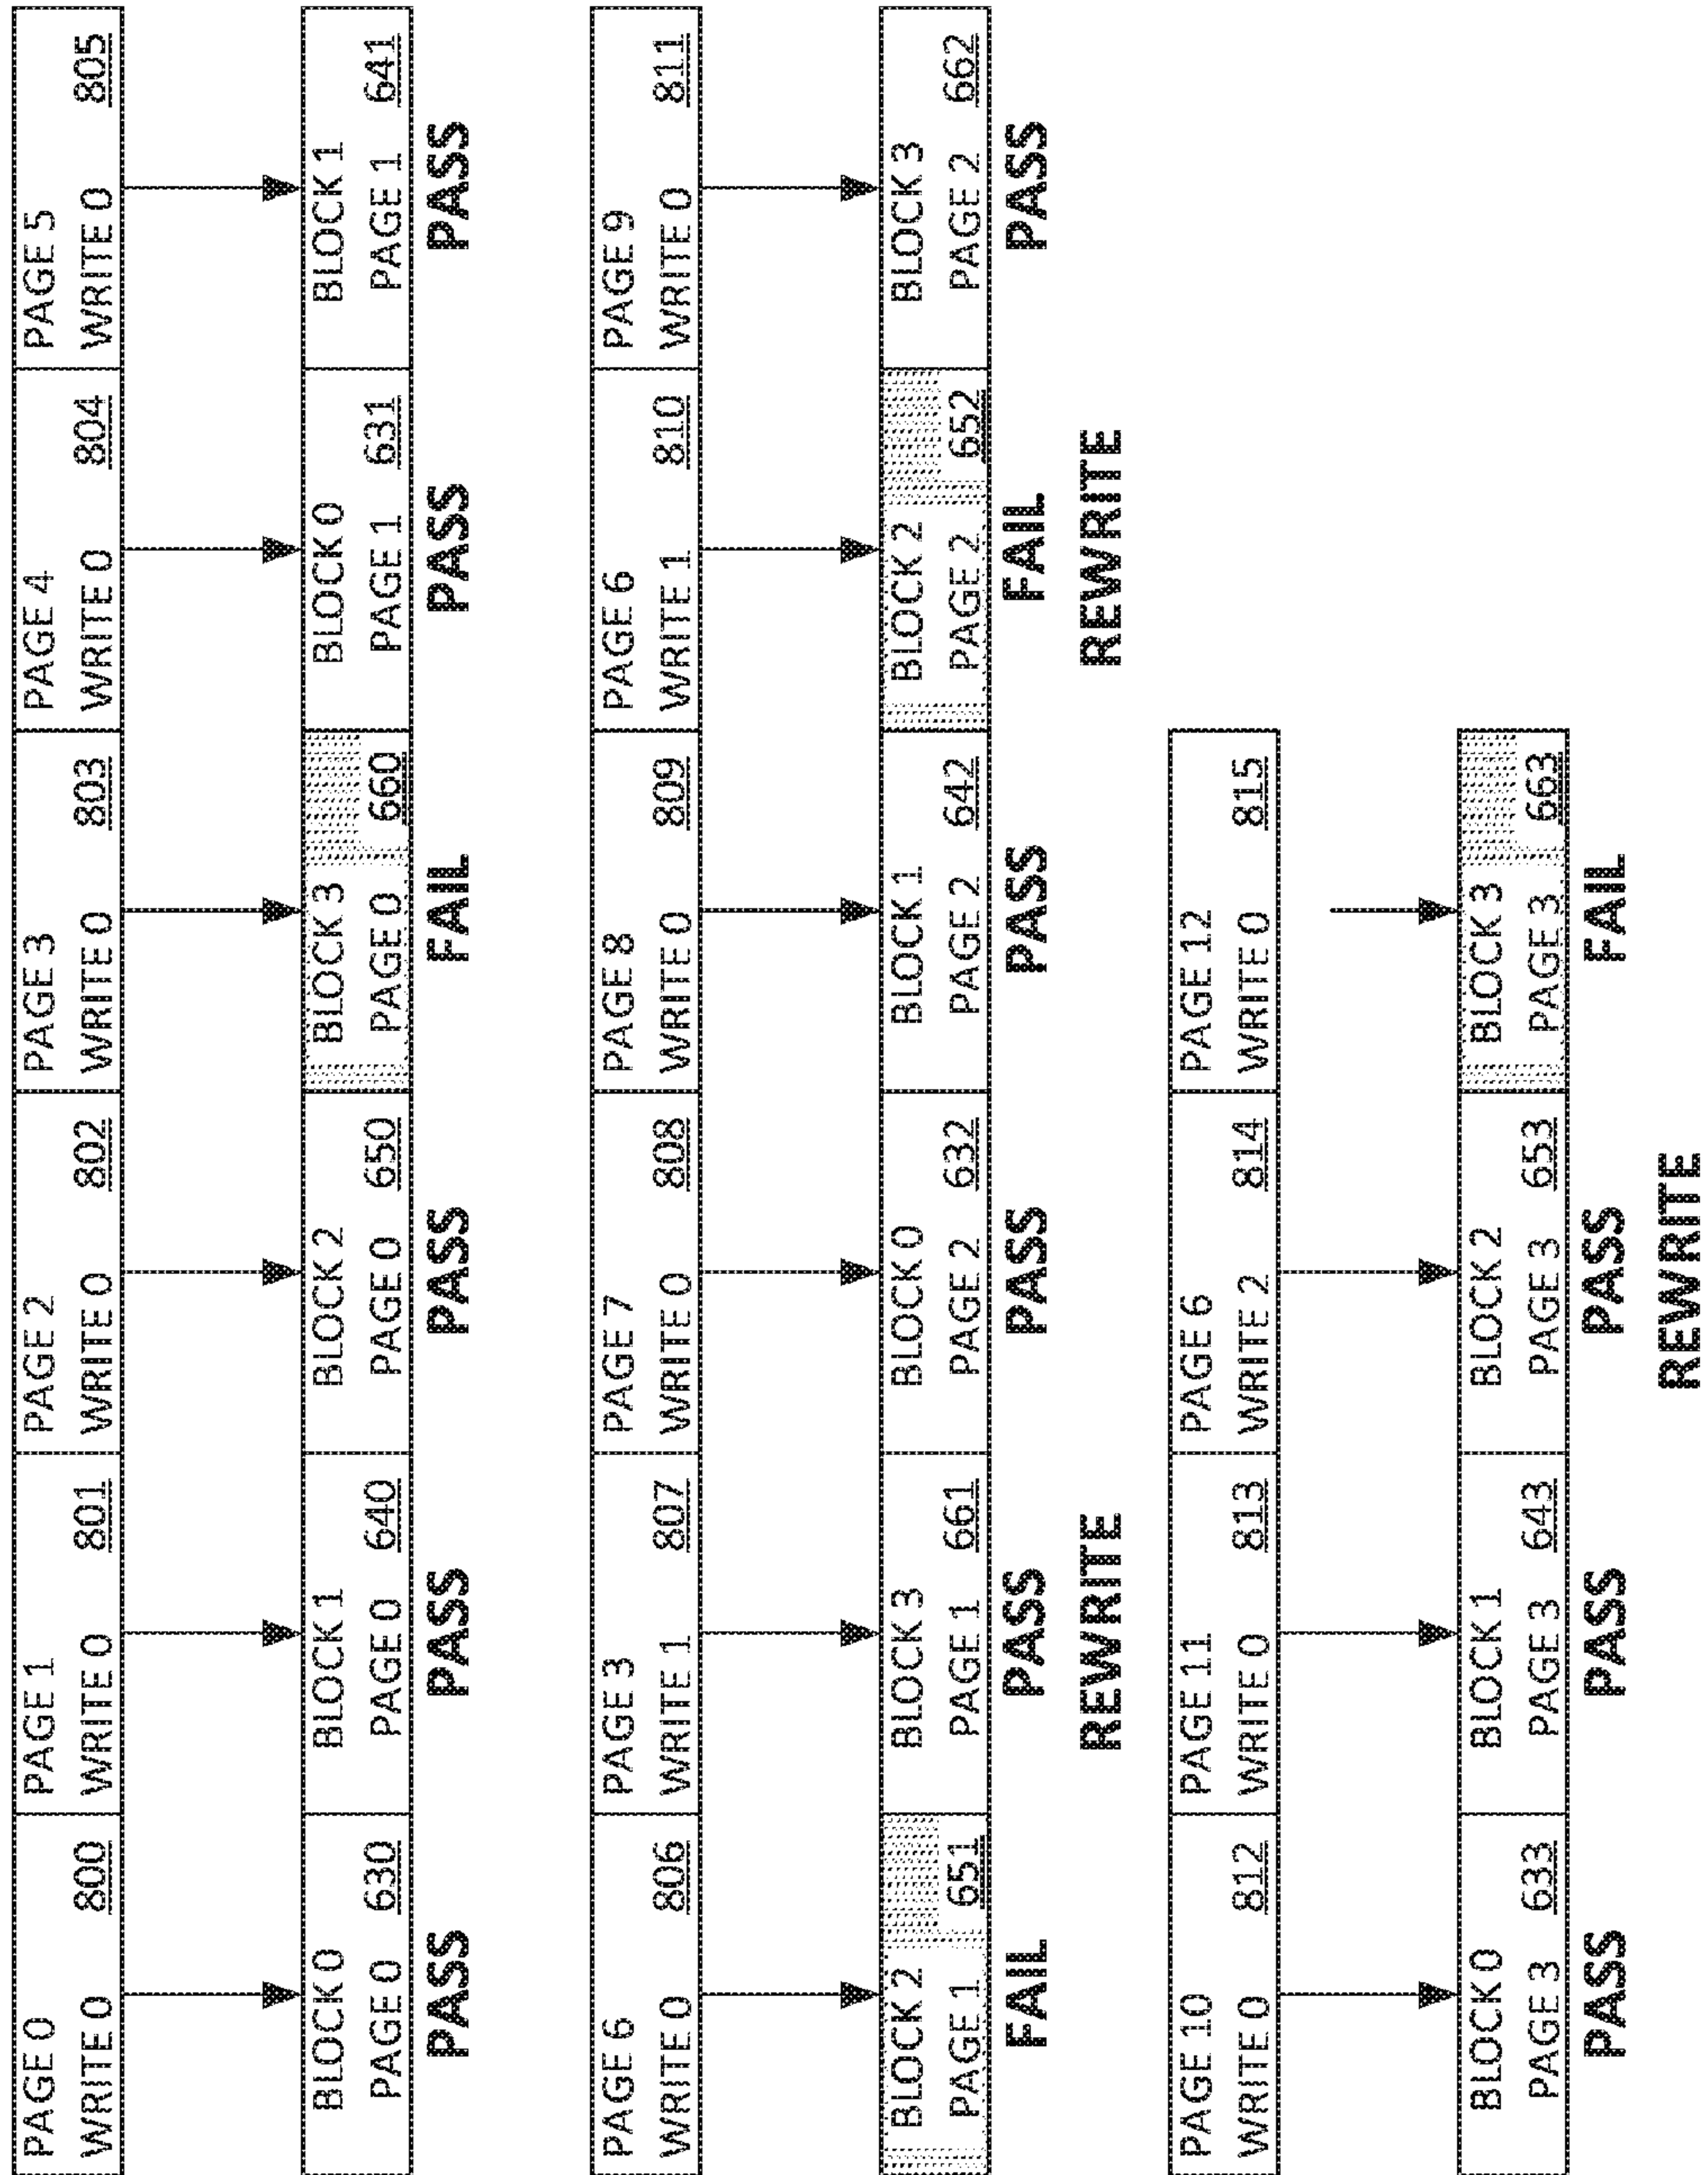 PAGE 0
WRITE 0 800
PAGE 1
WRITE 0 801
PAGE 2
WRITE 0 802
PAGE 3
WRITE 0 803
PAGE 4
WRITE 0 804
PAGE 5
WRITE 0 805
BLOCK 0
PAGE 0 630
PASS
BLOCK 1
PAGE 0 640
PASS
BLOCK 2
PAGE 0 650
PASS
BLOCK 3
PAGE 0 660
FAIL
BLOCK 0
PAGE 1 631
PASS
BLOCK 1
PAGE 1 641
PASS
PAGE 6
WRITE 0 806
PAGE 3
WRITE 1 807
PAGE 7
WRITE 0 808
PAGE 8
WRITE 0 809
PAGE 6
WRITE 1 810
PAGE 9
WRITE 0 811
BLOCK 2
PAGE 1 651
FAIL
BLOCK 3
PAGE 1 661
PASS
REWRITE
BLOCK 0
PAGE 2 632
PASS
BLOCK 1
PAGE 2 642
PASS
BLOCK 2
PAGE 2 652
FAIL
REWRITE
BLOCK 3
PAGE 2 662
PASS
PAGE 10
WRITE 0 812
PAGE 11
WRITE 0 813
PAGE 6
WRITE 2 814
PAGE 12
WRITE 0 815
BLOCK 0
PAGE 3 633
PASS
BLOCK 1
PAGE 3 643
PASS
BLOCK 2
PAGE 3 653
PASS
REWRITE
BLOCK 3
PAGE 3 663
FAIL